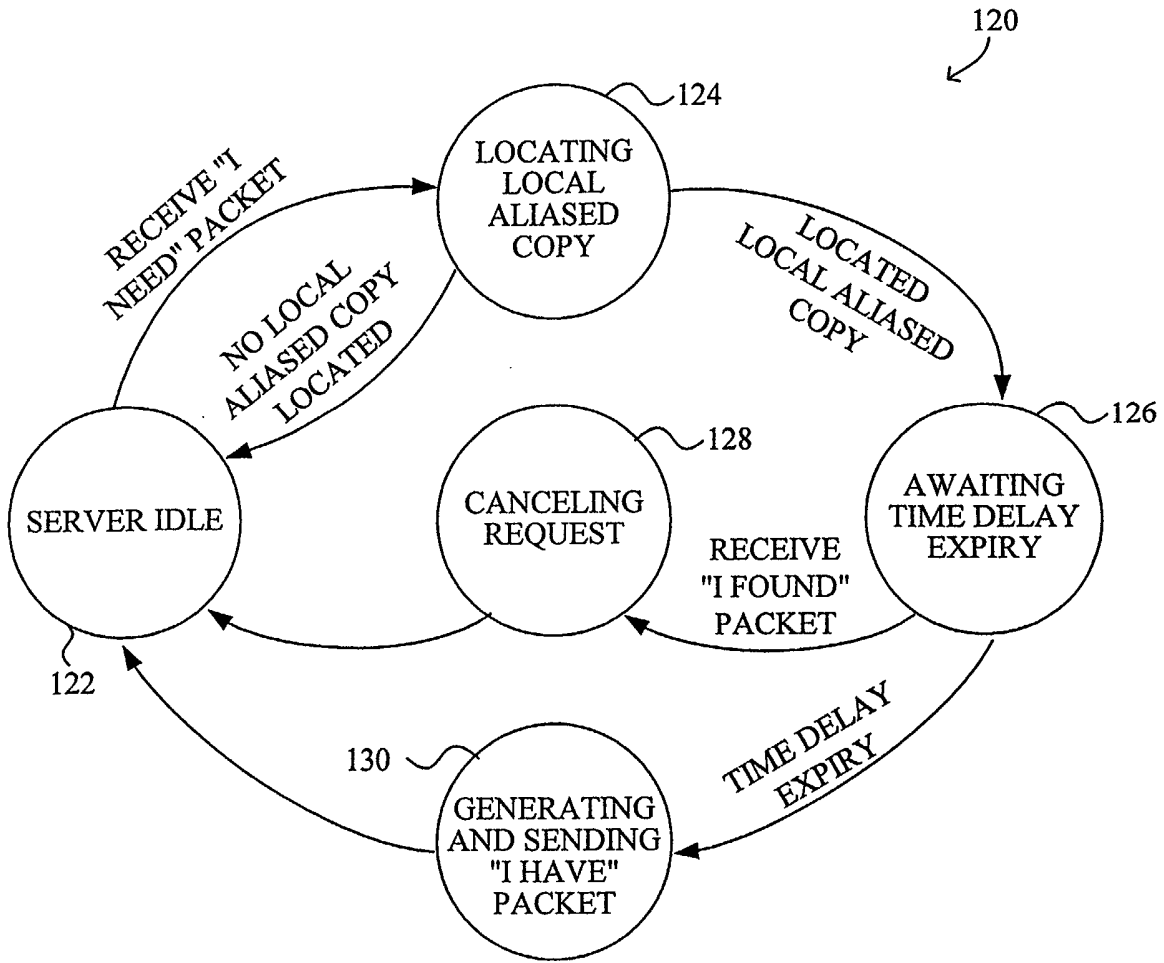 120
124
LOCATING
LOCAL
ALIASED
COPY
RECEIVE "I
NEED" PACKET
NO LOCAL
ALIASED COPY
LOCATED
LOCATED
LOCAL ALIASED
COPY
126
128
SERVER IDLE
CANCELING
REQUEST
AWAITING
TIME DELAY
EXPIRY
RECEIVE
"I FOUND"
PACKET
122
130
TIME DELAY
EXPIRY
GENERATING
AND SENDING
"I HAVE"
PACKET